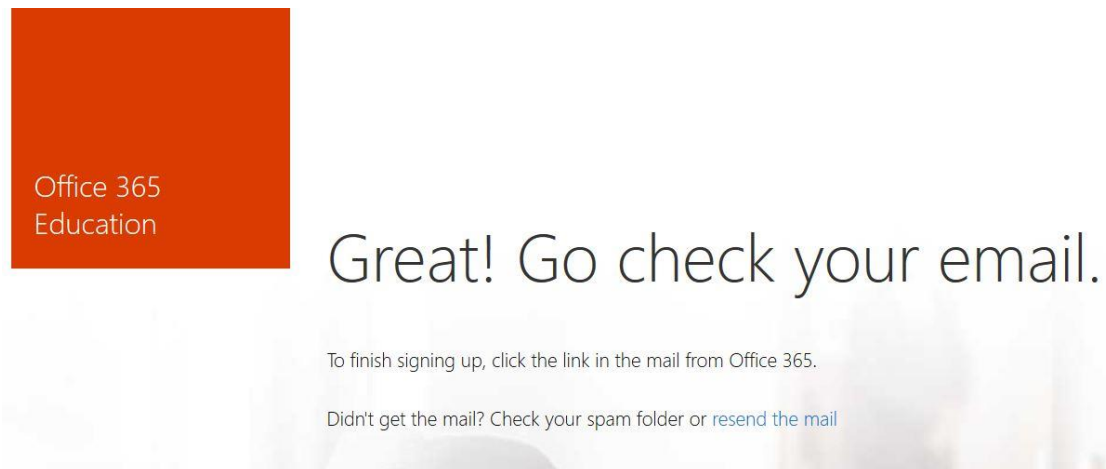 Office 365
Education
Great! Go check your email.
To finish signing up, click the link in the mail from Office 365.
Didn't get the mail? Check your spam folder or resend the mail